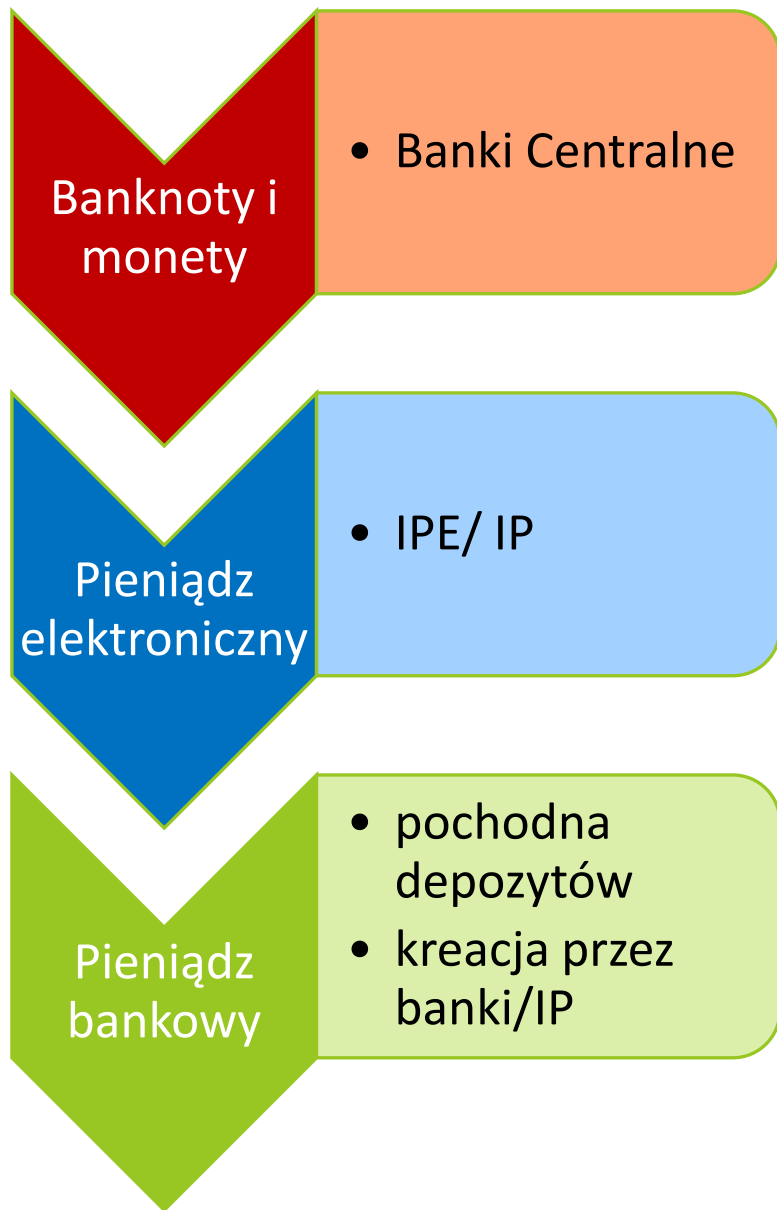 Banknoty i
monety
• Banki Centralne
Pieniądz
elektroniczny
• IPE/ IP
Pieniądz
bankowy
• pochodna
depozytów
• kreacja przez
banki/IP